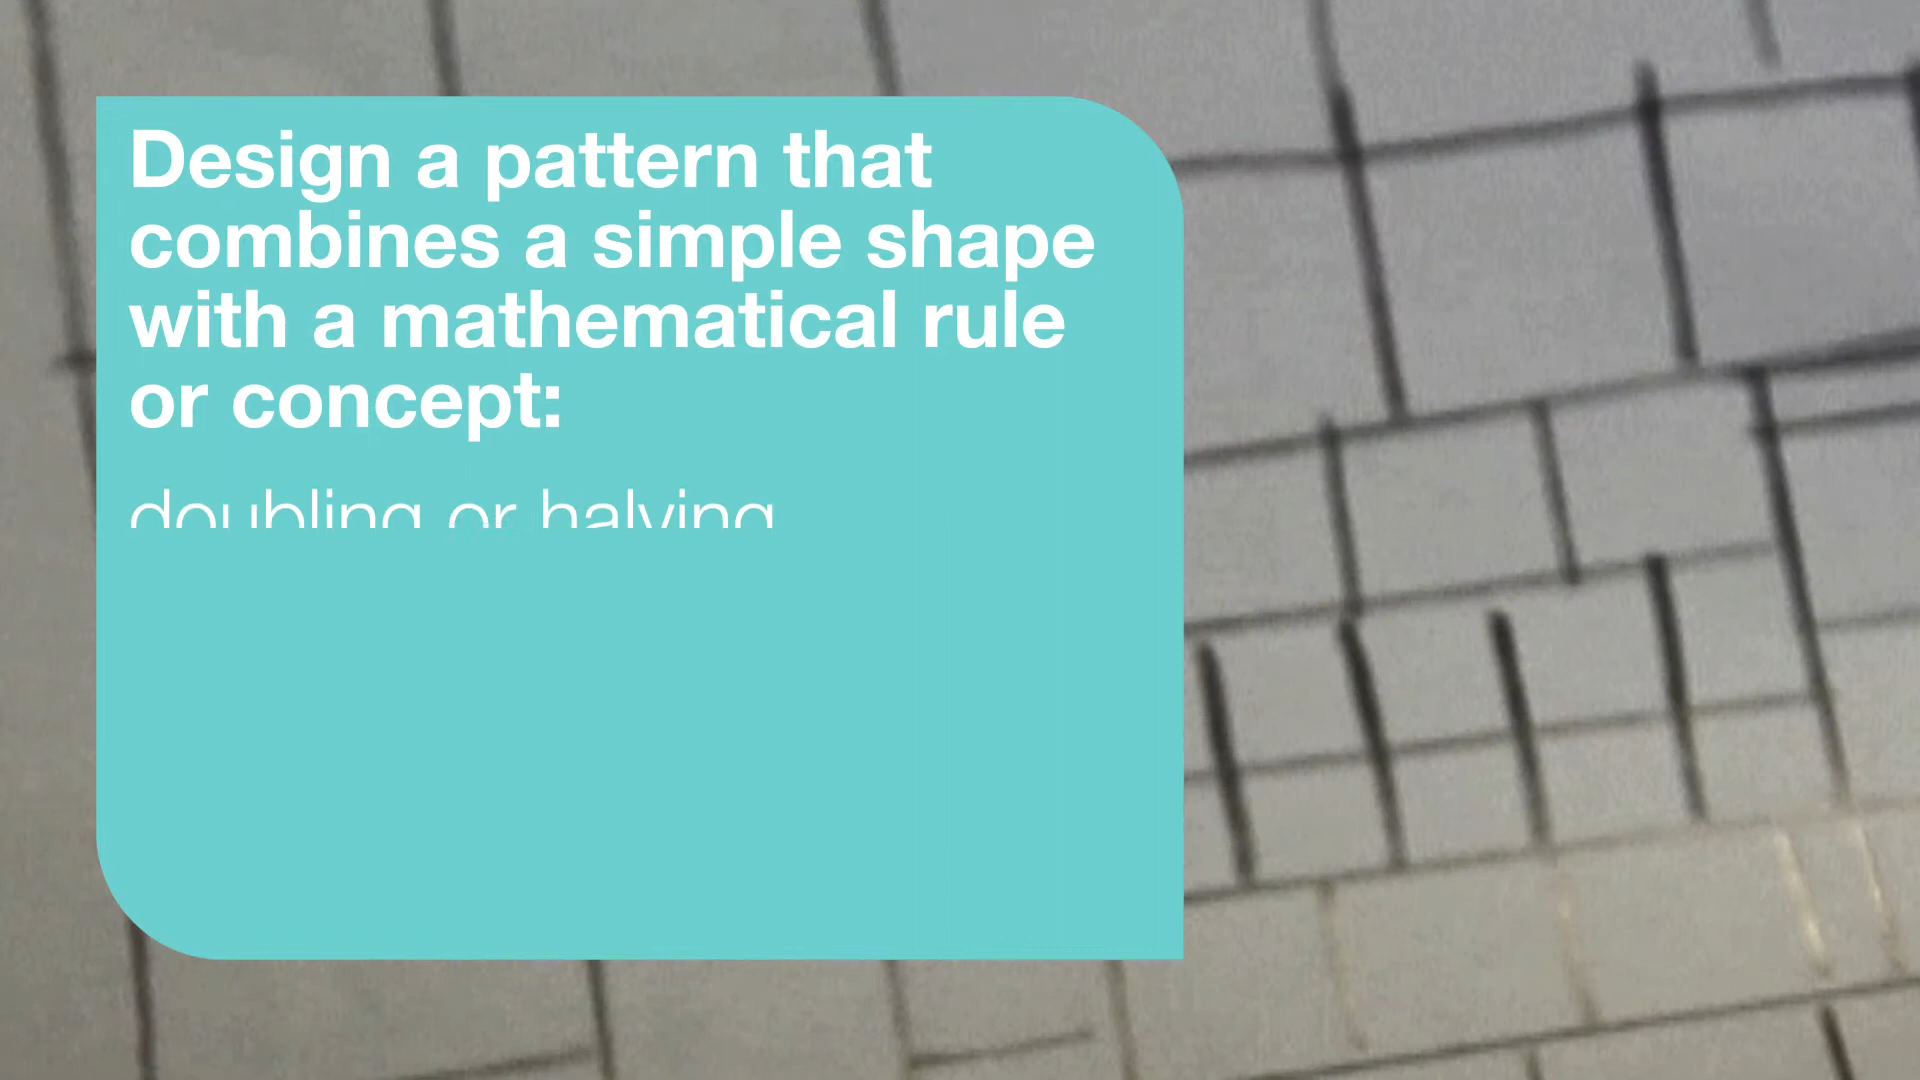 Design a pattern that
combines a simple shape
with a mathematical rule
or concept:
doubling or halving